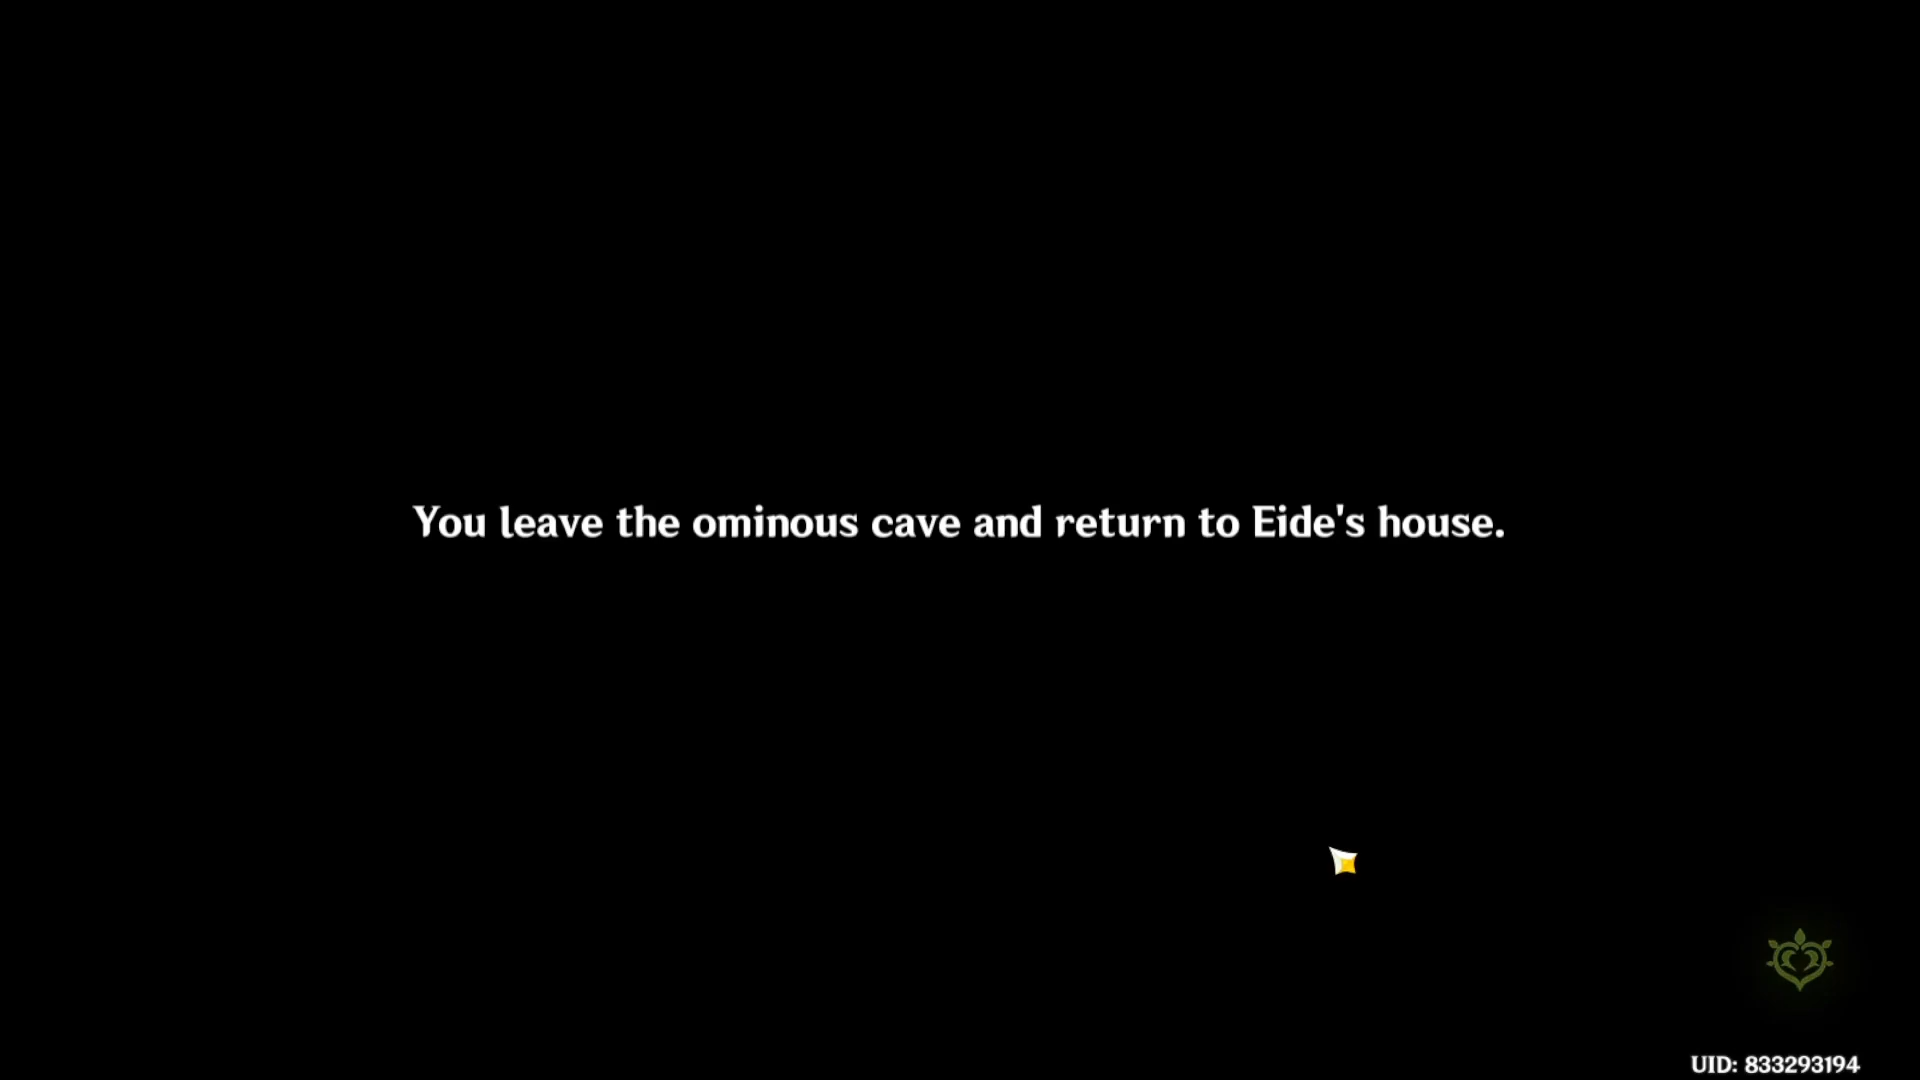 You leave the ominous cave and return to Eide's house.
UID: 833293194